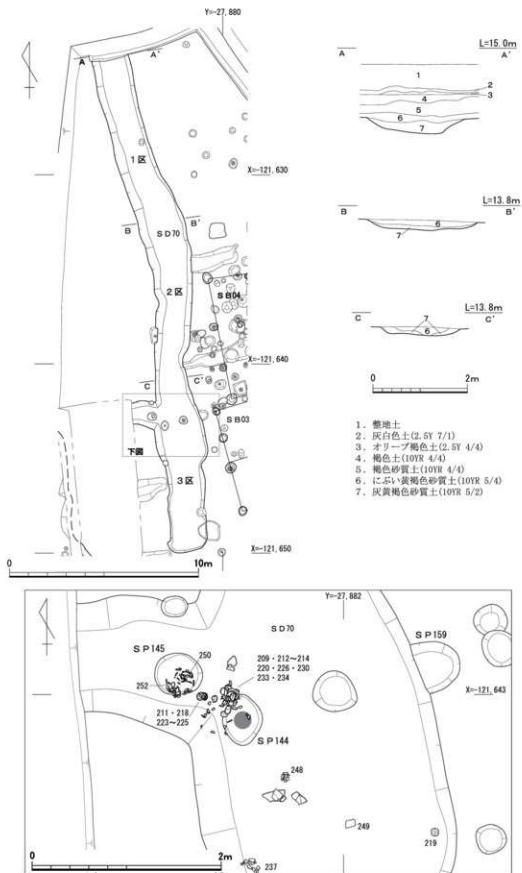 Y=-27,880
A
A'
1区
X=-121,630
B
B'
SD70
2区
SB04
X=-121,640
C
C'
SB03
下図
3区
X=-121,650
10m
0
L=15.0m
A
A'
1
2
3
4
5
6
7
L=13.8m
B
B'
6
7
L=13.8m
C
C'
7
6
0
2m
1. 整地土
2. 灰白色土(2.5Y 7/1)
3. オリーブ褐色土(2.5Y 4/4)
4. 褐色土(10YR 4/4)
5. 褐色砂質土(10YR 4/4)
6. にぶい黄褐色砂質土(10YR 5/4)
7. 灰黄褐色砂質土(10YR 5/2)
Y=-27,882
SD70
SP145
250
209・212~214
220・226・230
233・234
SP159
252
X=-121,643
211・218
223~225
SP144
248
249
219
0
2m
237